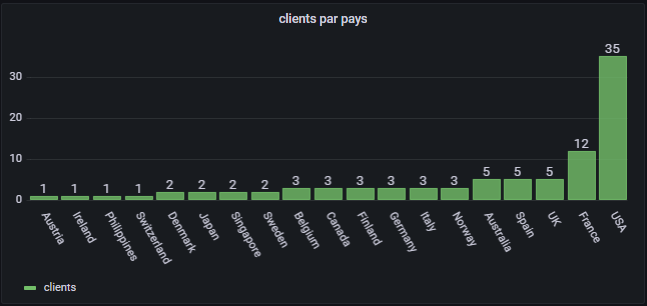 clients par pays
30
20
10
0
1 1 1 1 2 2 2 2 3 3 3 3 3 3 5 5 5 12 35
Austria Ireland Philippines Switzerland Denmark Japan Singapore Sweden Belgium Canada Finland Germany Italy Norway Australia Spain UK France USA
clients